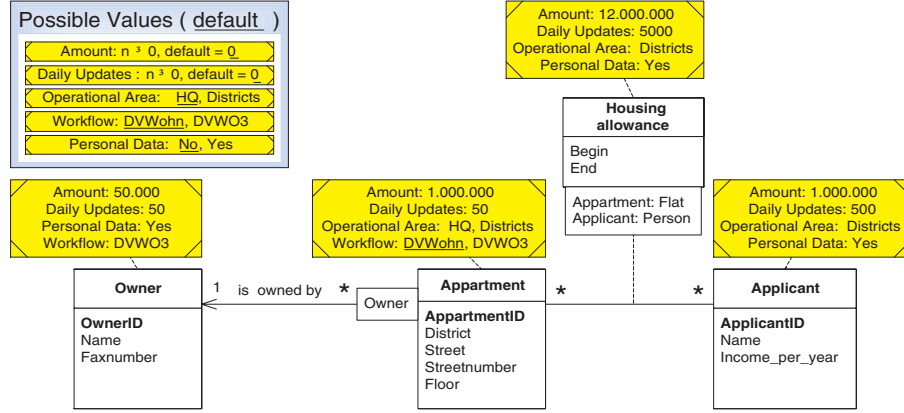 Possible Values ( default )
Amount: n ³ 0, default = 0
Daily Updates : n ³ 0, default = 0
Operational Area: HQ, Districts
Workflow: DVWohn, DVWO3
Personal Data: No, Yes
Amount: 12.000.000
Daily Updates: 5000
Operational Area: Districts
Personal Data: Yes
Housing
allowance
Begin
End
Appartment: Flat
Applicant: Person
Amount: 50.000
Daily Updates: 50
Personal Data: Yes
Workflow: DVWO3
Amount: 1.000.000
Daily Updates: 50
Operational Area: HQ, Districts
Workflow: DVWohn, DVWO3
Amount: 1.000.000
Daily Updates: 500
Operational Area: Districts
Personal Data: Yes
Owner
OwnerID
Name
Faxnumber
1 is owned by *
Owner
Appartment
AppartmentID
District
Street
Streetnumber
Floor
* *
Applicant
ApplicantID
Name
Income_per_year